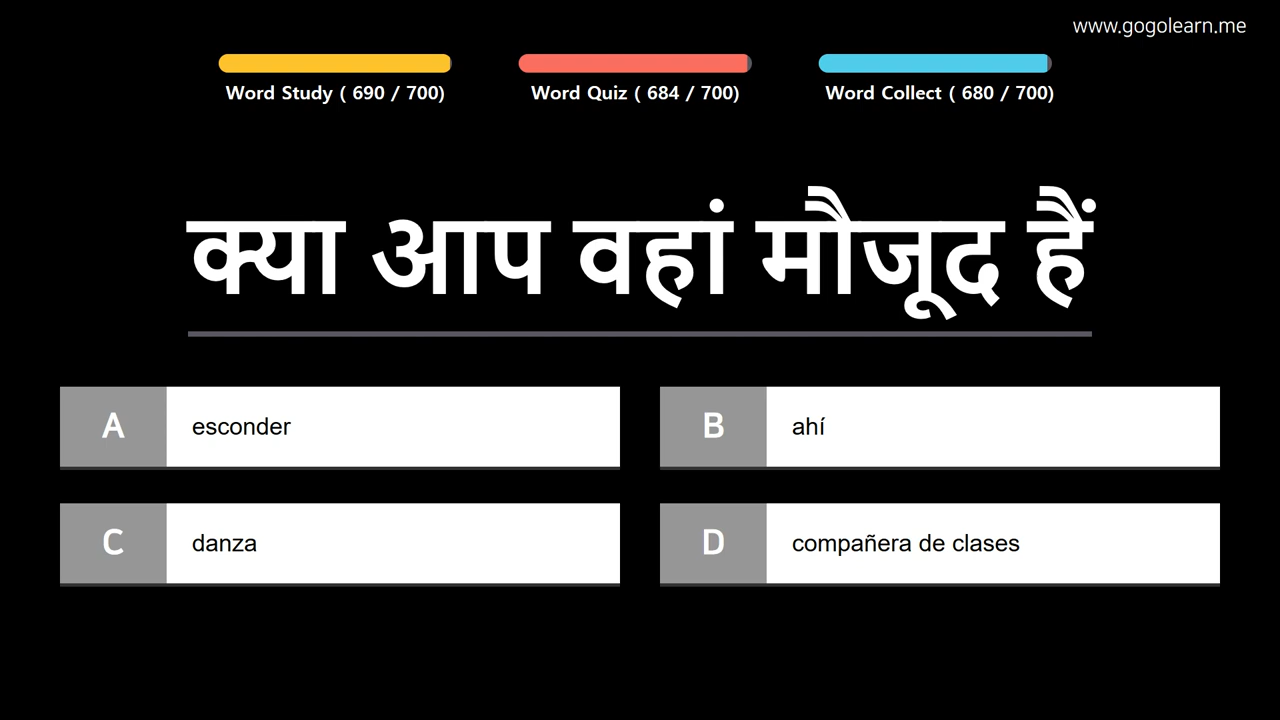 www.gogolearn.me
Word Study ( 690 / 700)
Word Quiz ( 684 / 700)
Word Collect ( 680 / 700)
क्या आप वहां मौजूद हैं
A esconder
B ahí
C danza
D compañera de clases